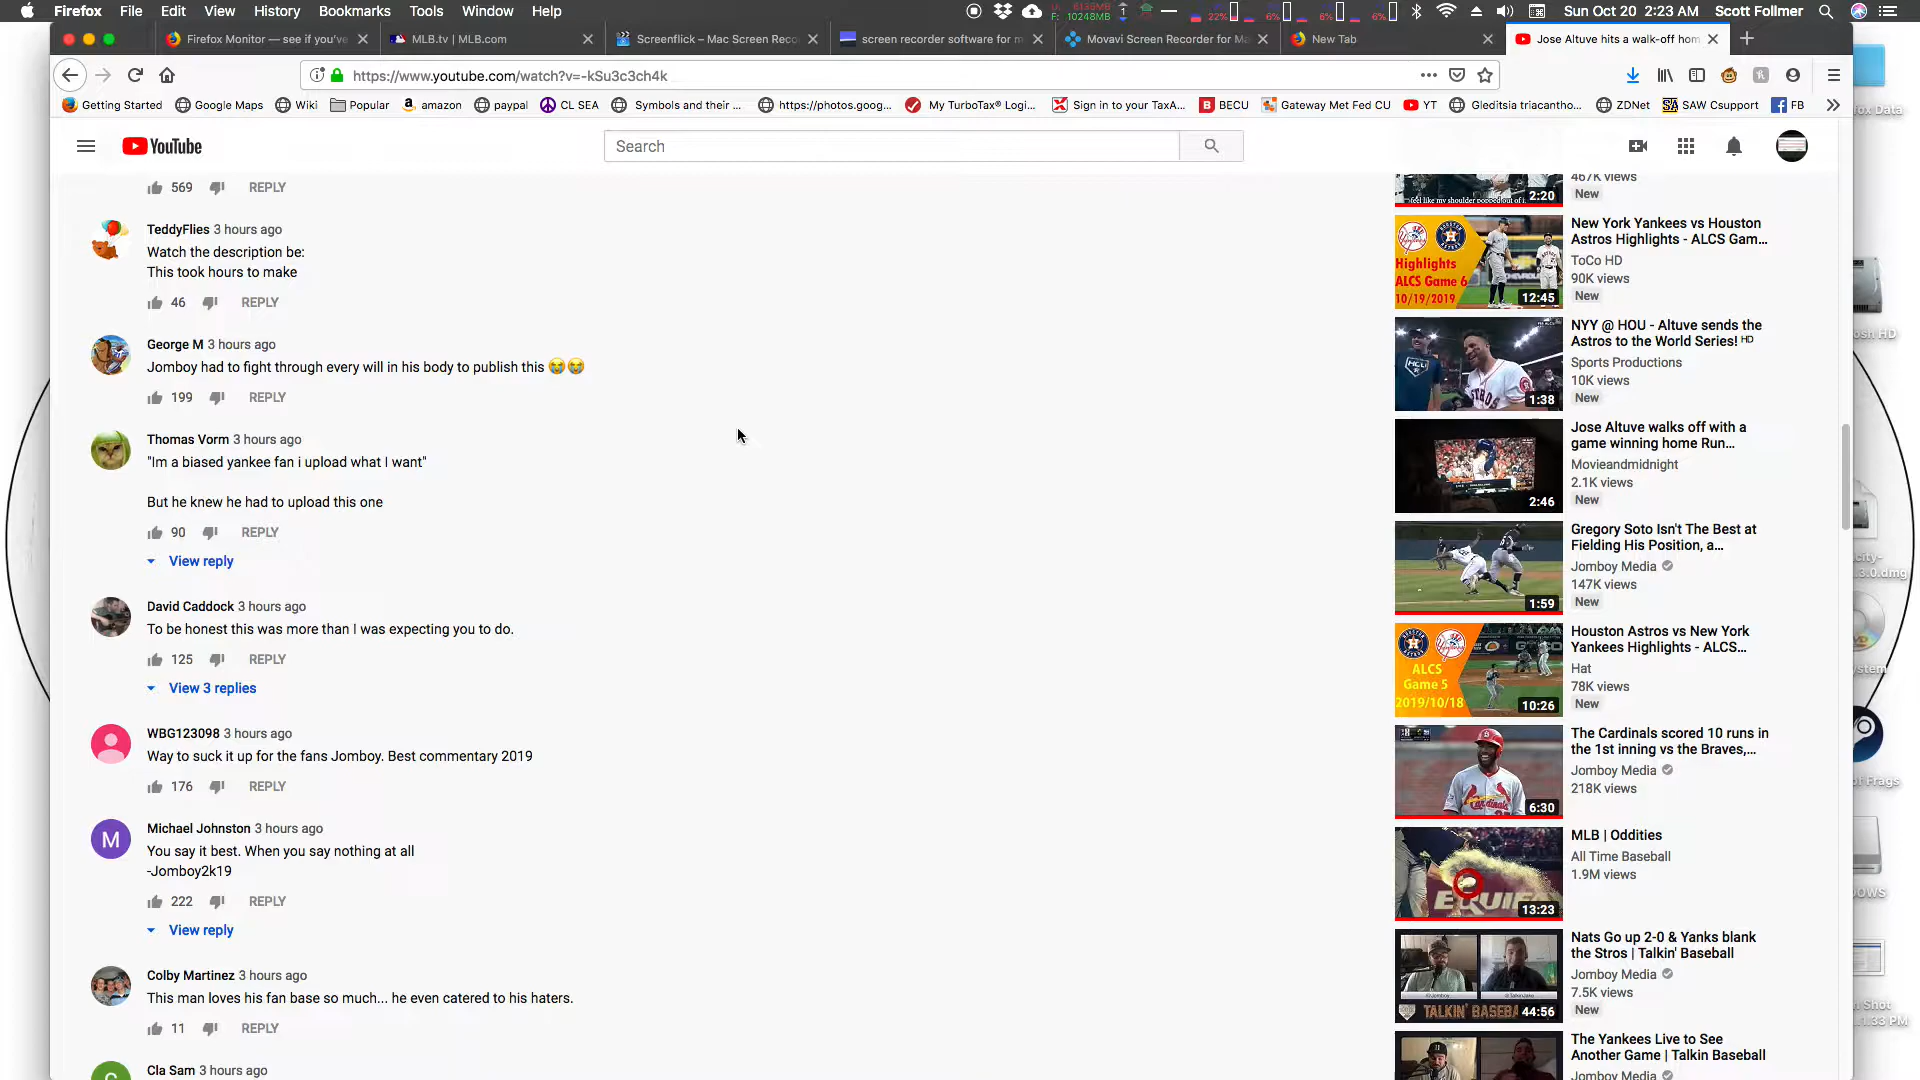 Firefox File Edit View History Bookmarks Tools Window Help
Sun Oct 20 2:23 AM Scott Follmer
Firefox Monitor — see if you've
MLB.tv | MLB.com
Screenflick – Mac Screen Reco
screen recorder software for m
Movavi Screen Recorder for Ma
New Tab
Jose Altuve hits a walk-off hom
https://www.youtube.com/watch?v=-kSu3c3ch4k
Getting Started Google Maps Wiki Popular amazon paypal CL SEA Symbols and their ... https://photos.goog... My TurboTax® Logi... Sign in to your TaxA... BECU Gateway Met Fed CU YT Gleditsia triacantho... ZDNet SAW Csupport FB
YouTube
Search
569 REPLY
TeddyFlies 3 hours ago
Watch the description be:
This took hours to make
46 REPLY
George M 3 hours ago
Jomboy had to fight through every will in his body to publish this 😭😭
199 REPLY
Thomas Vorm 3 hours ago
"Im a biased yankee fan i upload what I want"
But he knew he had to upload this one
90 REPLY
View reply
David Caddock 3 hours ago
To be honest this was more than I was expecting you to do.
125 REPLY
View 3 replies
WBG123098 3 hours ago
Way to suck it up for the fans Jomboy. Best commentary 2019
176 REPLY
M
Michael Johnston 3 hours ago
You say it best. When you say nothing at all
-Jomboy2k19
222 REPLY
View reply
Colby Martinez 3 hours ago
This man loves his fan base so much... he even catered to his haters.
11 REPLY
Cla Sam 3 hours ago
2:20
467K views
New
Highlights
ALCS Game 6
10/19/2019
12:45
New York Yankees vs Houston
Astros Highlights - ALCS Gam...
ToCo HD
90K views
New
1:38
NYY @ HOU - Altuve sends the
Astros to the World Series! ᴴᴰ
Sports Productions
10K views
New
2:46
Jose Altuve walks off with a
game winning home Run...
Movieandmidnight
2.1K views
New
1:59
Gregory Soto Isn't The Best at
Fielding His Position, a...
Jomboy Media
147K views
New
ALCS
Game 5
2019/10/18
10:26
Houston Astros vs New York
Yankees Highlights - ALCS...
Hat
78K views
New
6:30
The Cardinals scored 10 runs in
the 1st inning vs the Braves,...
Jomboy Media
218K views
13:23
MLB | Oddities
All Time Baseball
1.9M views
TALKIN' BASEBA
44:56
Nats Go up 2-0 & Yanks blank
the Stros | Talkin' Baseball
Jomboy Media
7.5K views
New
The Yankees Live to See
Another Game | Talkin Baseball
Jomboy Media